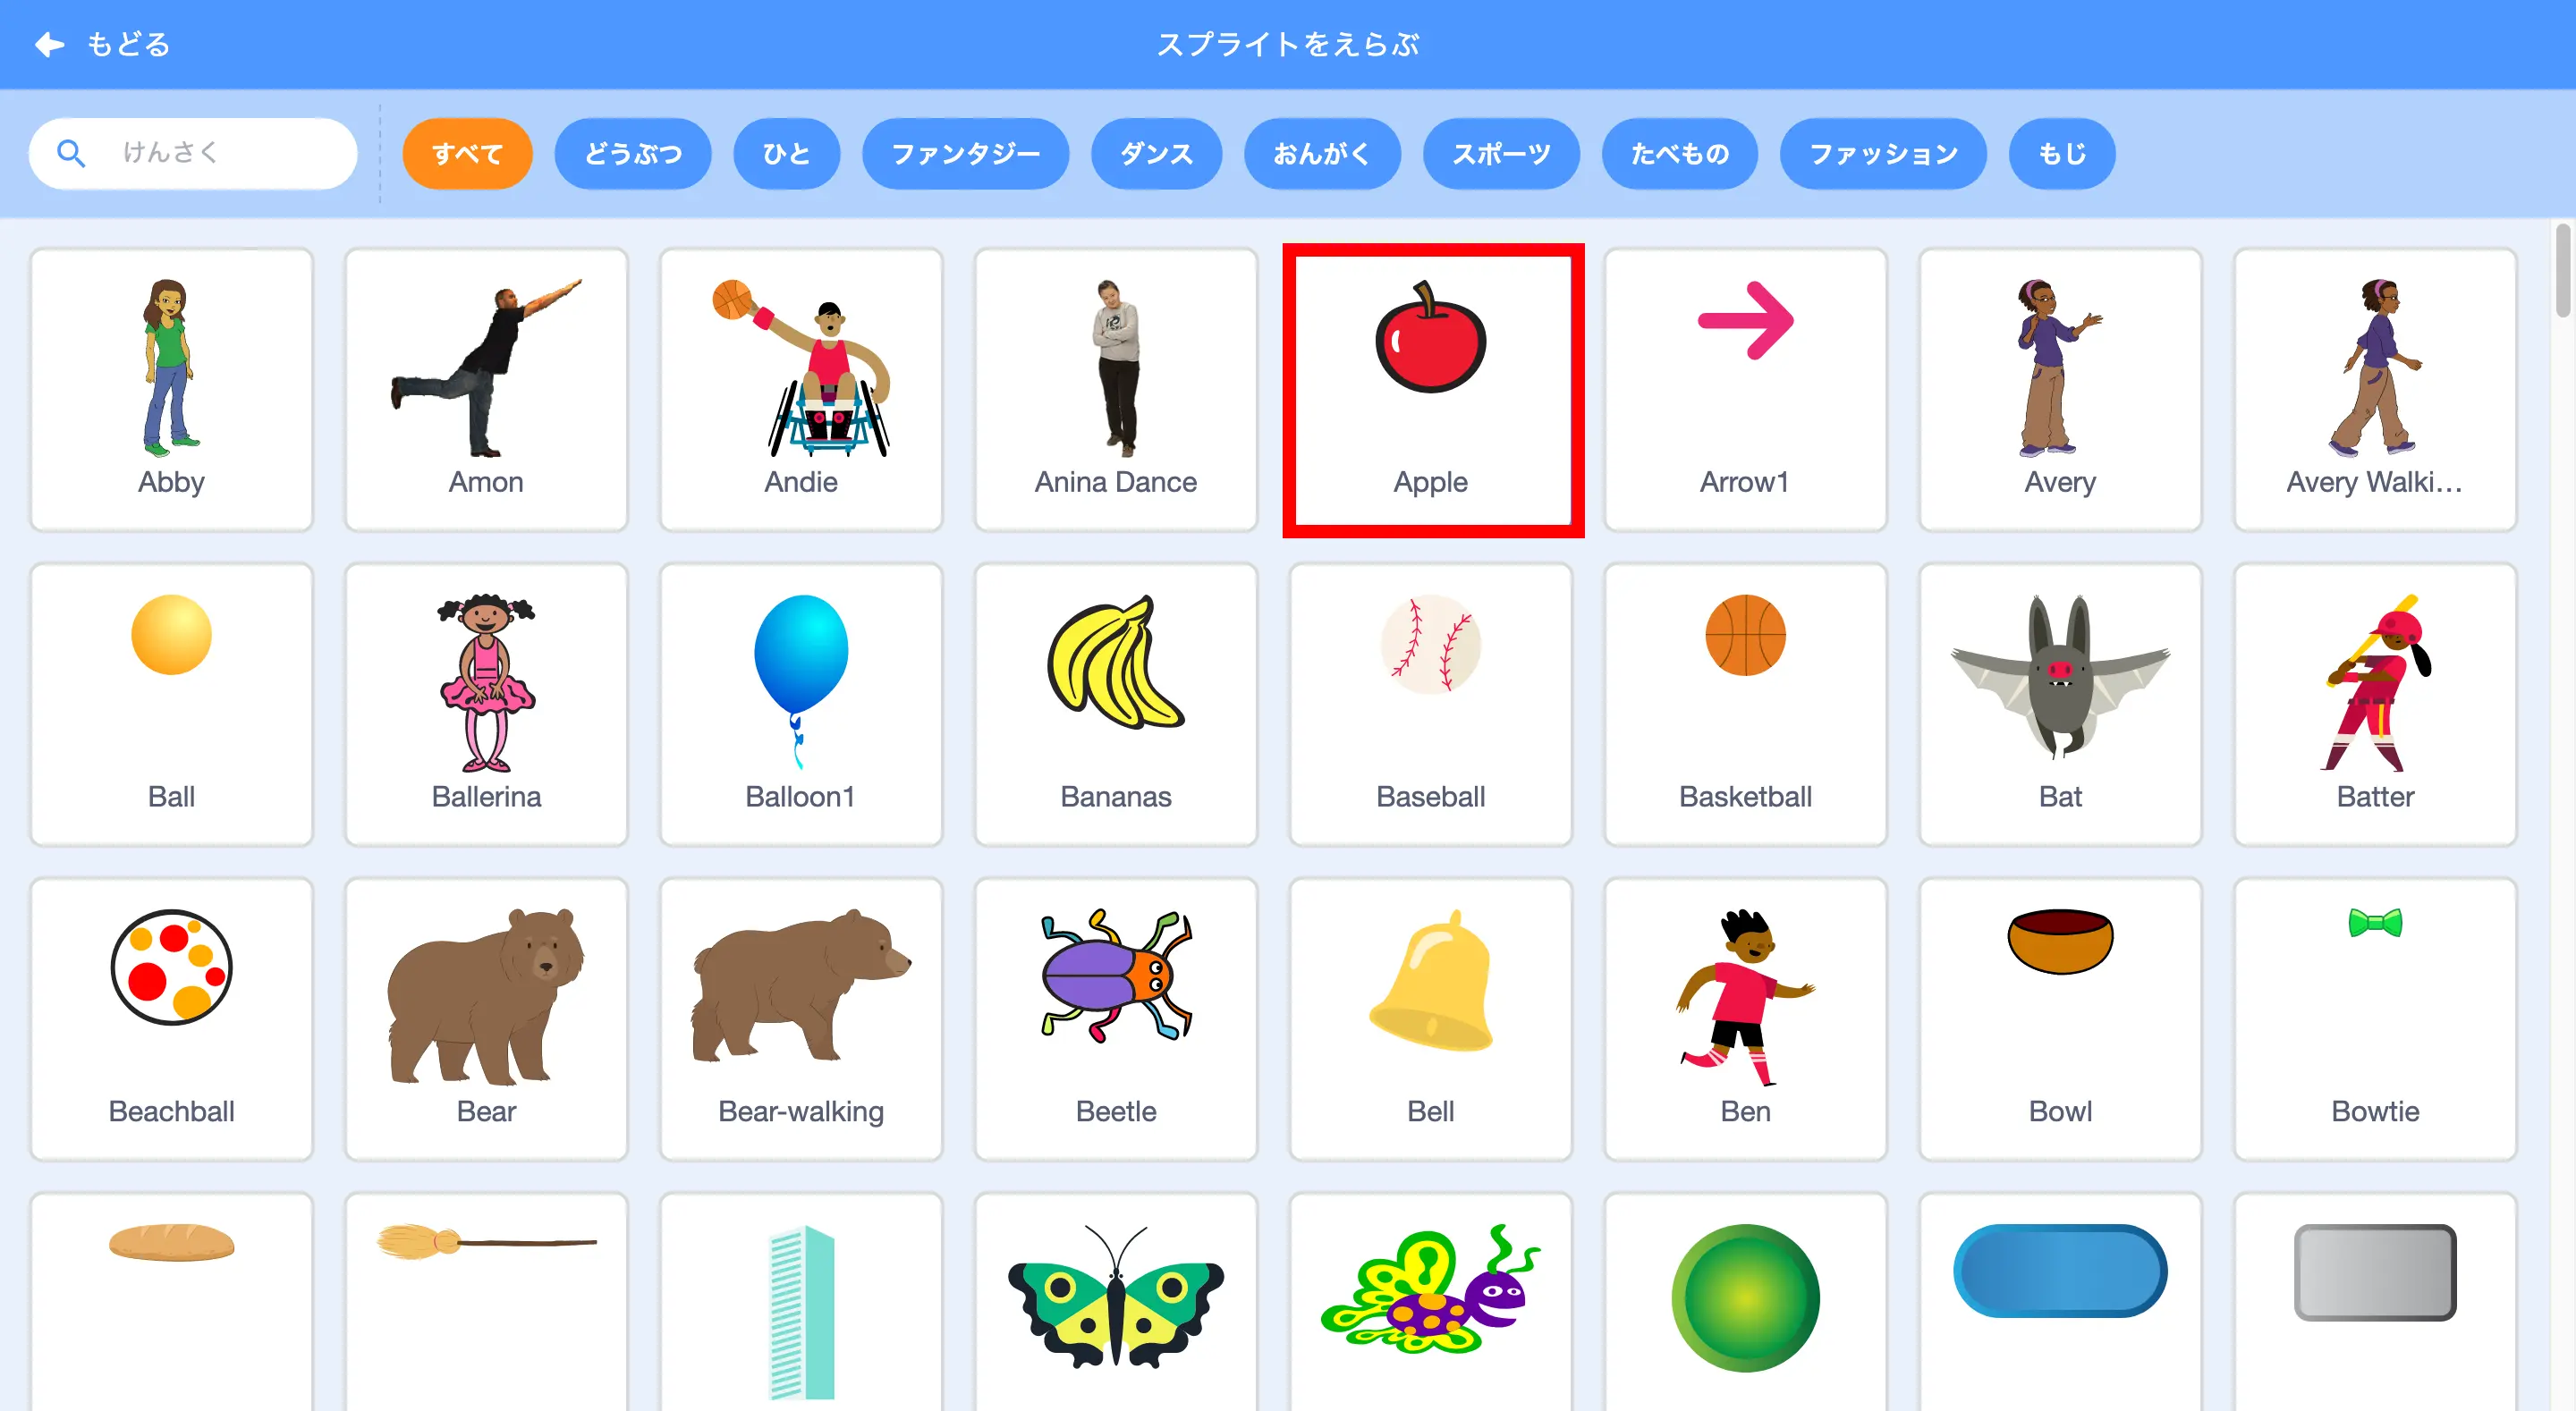 もどる
スプライトをえらぶ
けんさく
すべて
どうぶつ
ひと
ファンタジー
ダンス
おんがく
スポーツ
たべもの
ファッション
もじ
Abby
Amon
Andie
Anina Dance
Apple
Arrow1
Avery
Avery Walki...
Ball
Ballerina
Balloon1
Bananas
Baseball
Basketball
Bat
Batter
Beachball
Bear
Bear-walking
Beetle
Bell
Ben
Bowl
Bowtie